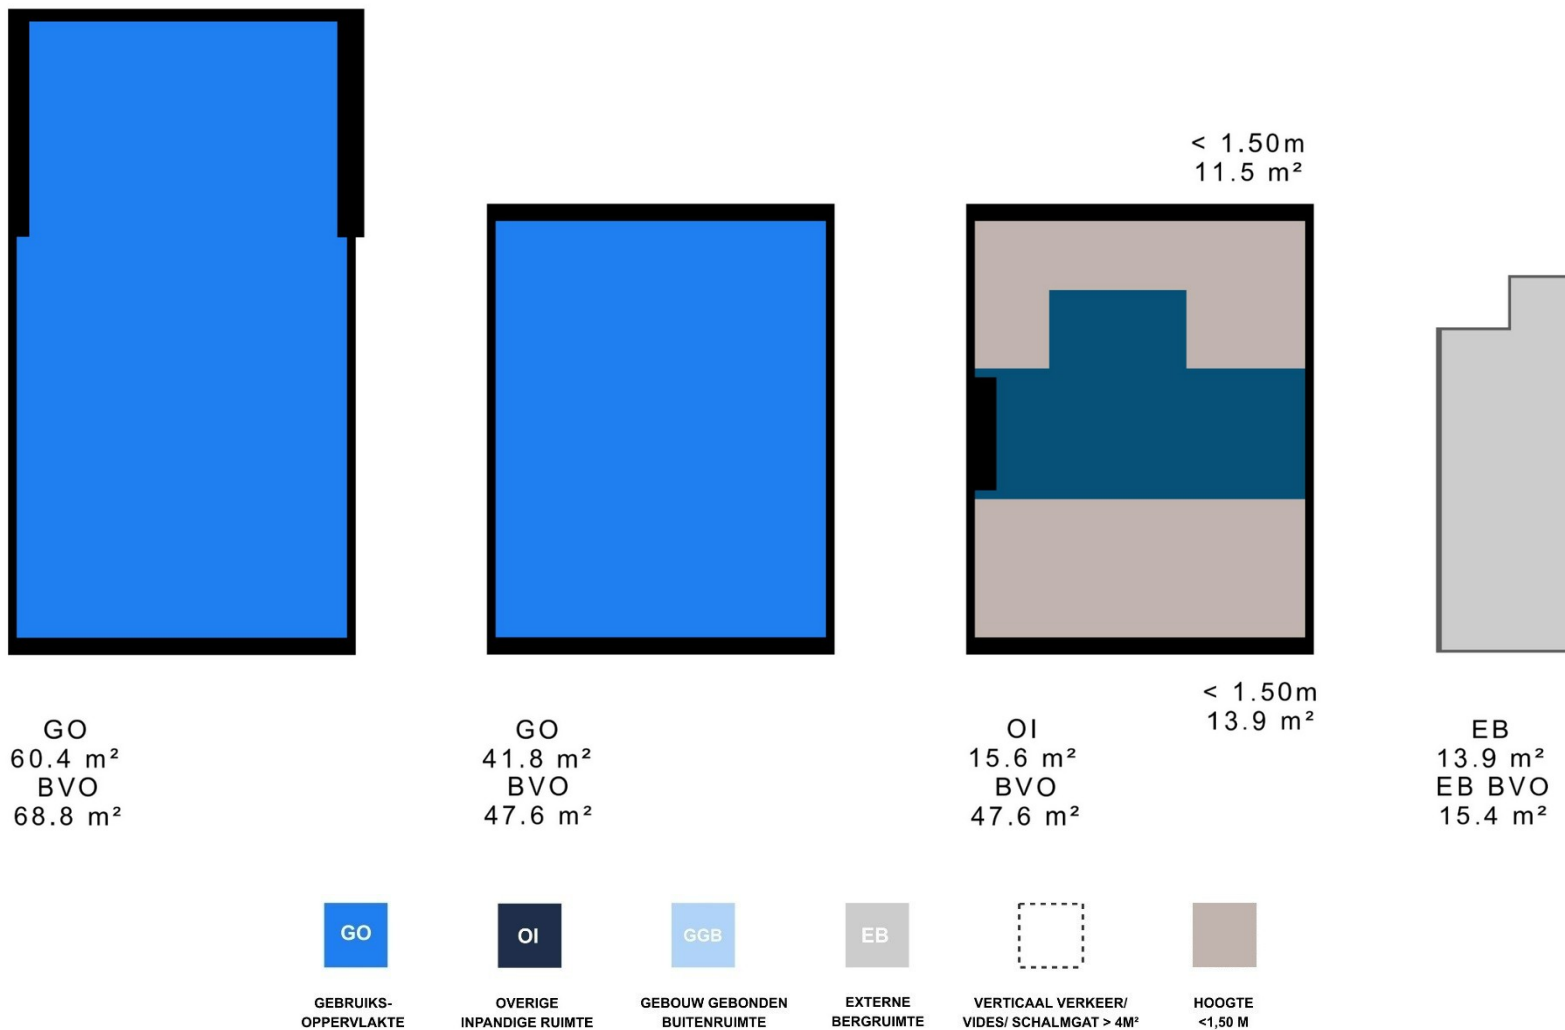 < 1.50m
11.5 m²
< 1.50m
13.9 m²
GO
60.4 m²
BVO
68.8 m²
GO
41.8 m²
BVO
47.6 m²
OI
15.6 m²
BVO
47.6 m²
EB
13.9 m²
EB BVO
15.4 m²
GO
GEBRUIKS-
OPPERVLAKTE
OI
OVERIGE
INPANDIGE RUIMTE
GGB
GEBOUW GEBONDEN
BUITENRUIMTE
EB
EXTERNE
BERGRUIMTE
VERTICAAL VERKEER/
VIDES/ SCHALMGAT > 4M²
HOOGTE
<1,50 M